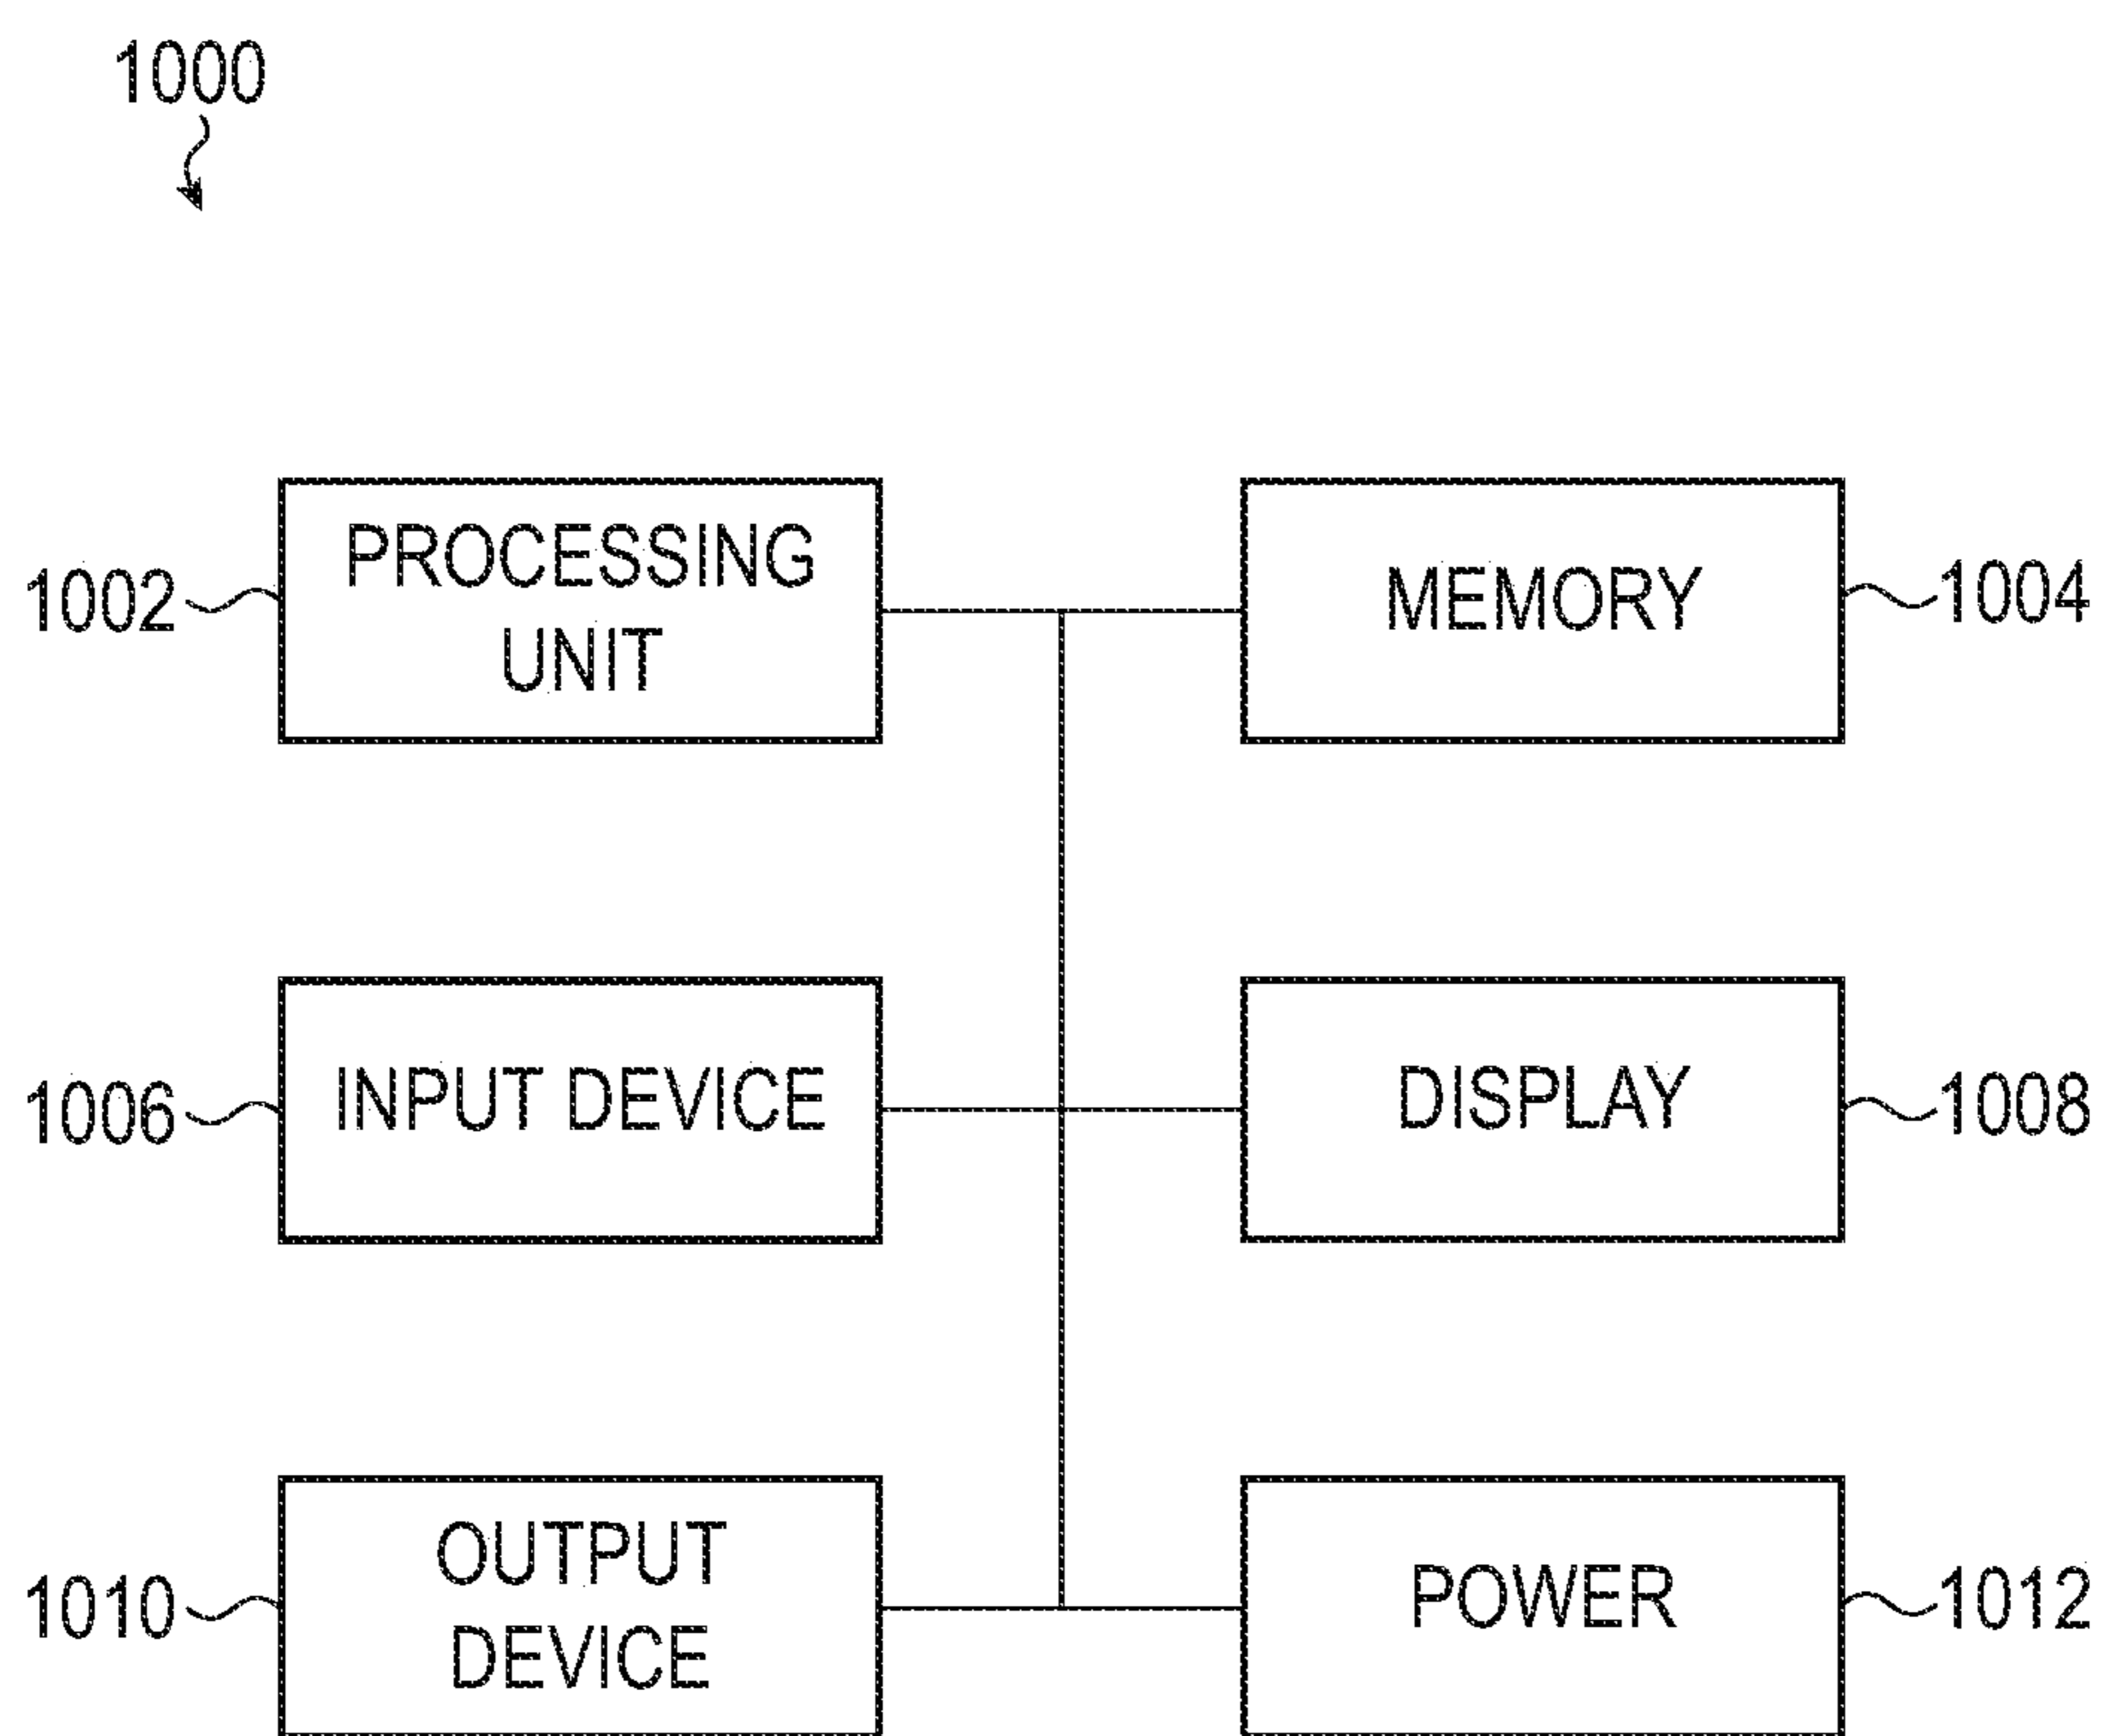 1000
PROCESSING
UNIT
1002
MEMORY
1004
INPUT DEVICE
1006
DISPLAY
1008
OUTPUT
DEVICE
1010
POWER
1012